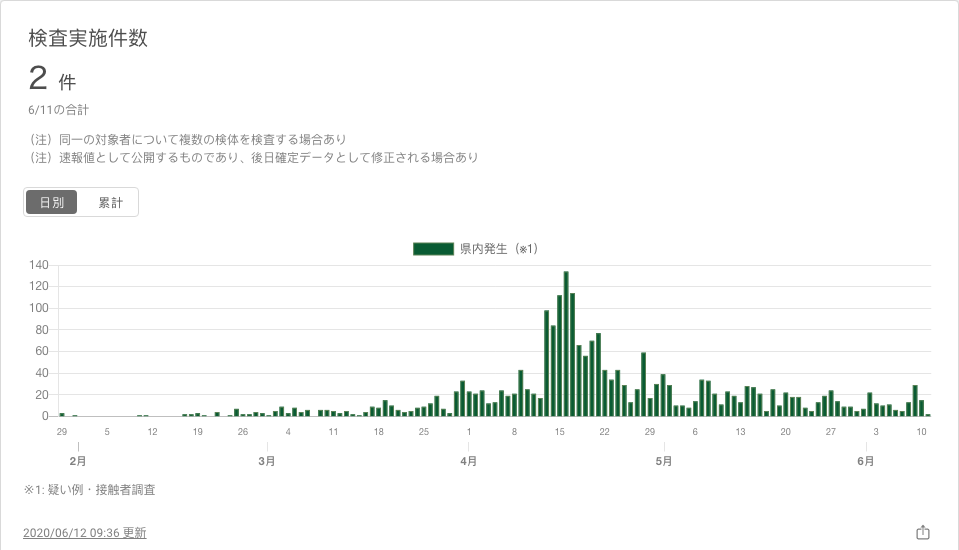 検査実施件数
2 件
6/11の合計
（注）同一の対象者について複数の検体を検査する場合あり
（注）速報値として公開するものであり、後日確定データとして修正される場合あり
日別 累計
県内発生（※1）
140
120
100
80
60
40
20
0
29 5 12 19 26 4 11 18 25 1 8 15 22 29 6 13 20 27 3 10
2月 3月 4月 5月 6月
※1: 疑い例・接触者調査
2020/06/12 09:36 更新